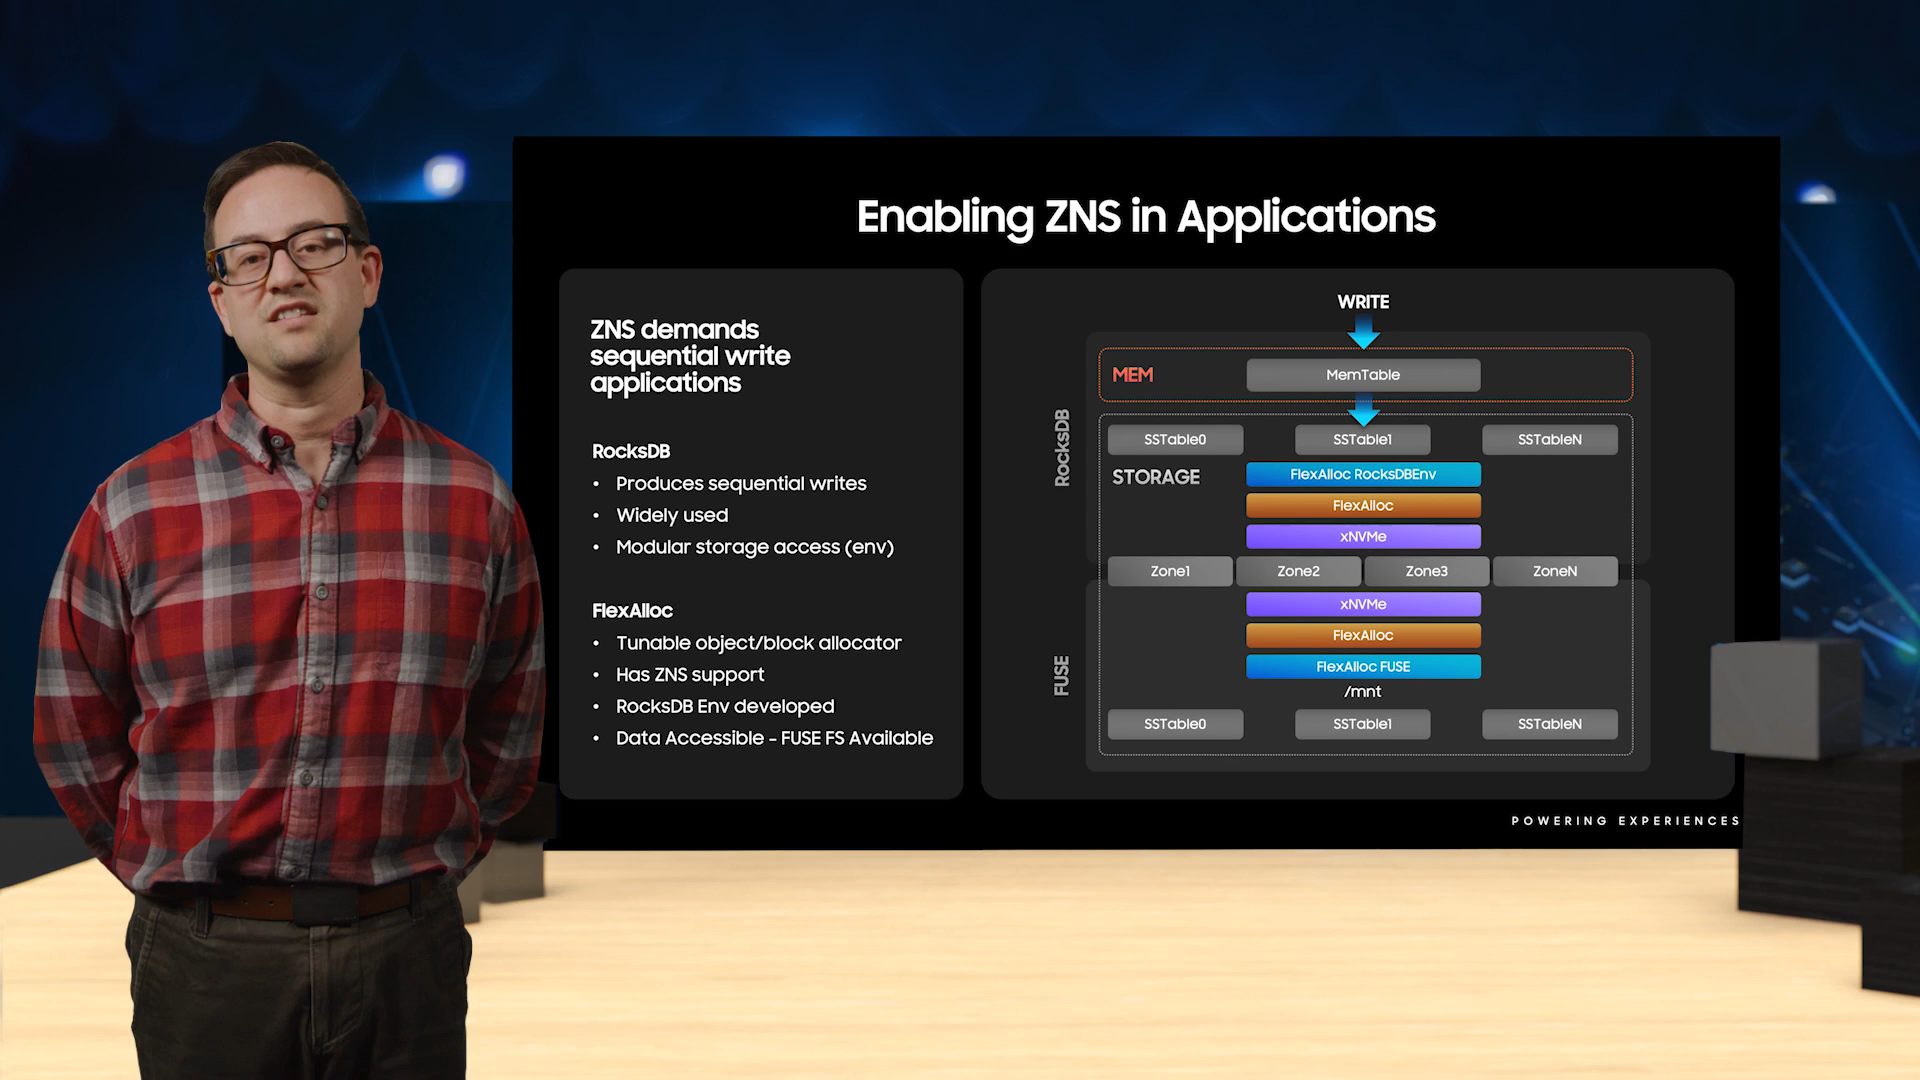 Enabling ZNS in Applications
ZNS demands
sequential write
applications
RocksDB
• Produces sequential writes
• Widely used
• Modular storage access (env)
FlexAlloc
• Tunable object/block allocator
• Has ZNS support
• RocksDB Env developed
• Data Accessible - FUSE FS Available
WRITE
RocksDB
MEM
MemTable
SSTable0 SSTable1 SSTableN
STORAGE
FlexAlloc RocksDBEnv
FlexAlloc
xNVMe
Zone1 Zone2 Zone3 ZoneN
FUSE
xNVMe
FlexAlloc
FlexAlloc FUSE
/mnt
SSTable0 SSTable1 SSTableN
POWERING EXPERIENCES